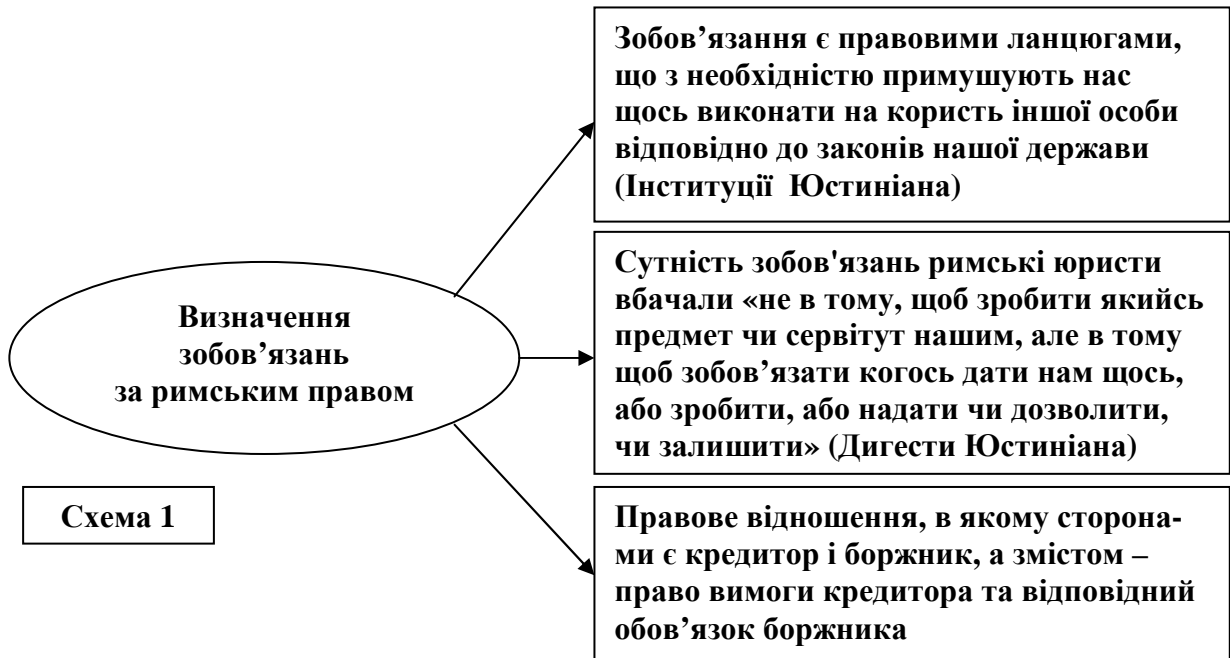 Зобов’язання є правовими ланцюгами,
що з необхідністю примушують нас
щось виконати на користь іншої особи
відповідно до законів нашої держави
(Інституції Юстиніана)
Визначення
зобов’язань
за римським правом
Сутність зобов'язань римські юристи
вбачали «не в тому, щоб зробити якийсь
предмет чи сервітут нашим, але в тому
щоб зобов’язати когось дати нам щось,
або зробити, або надати чи дозволити,
чи залишити» (Дигести Юстиніана)
Схема 1
Правове відношення, в якому сторона-
ми є кредитор і боржник, а змістом –
право вимоги кредитора та відповідний
обов’язок боржника